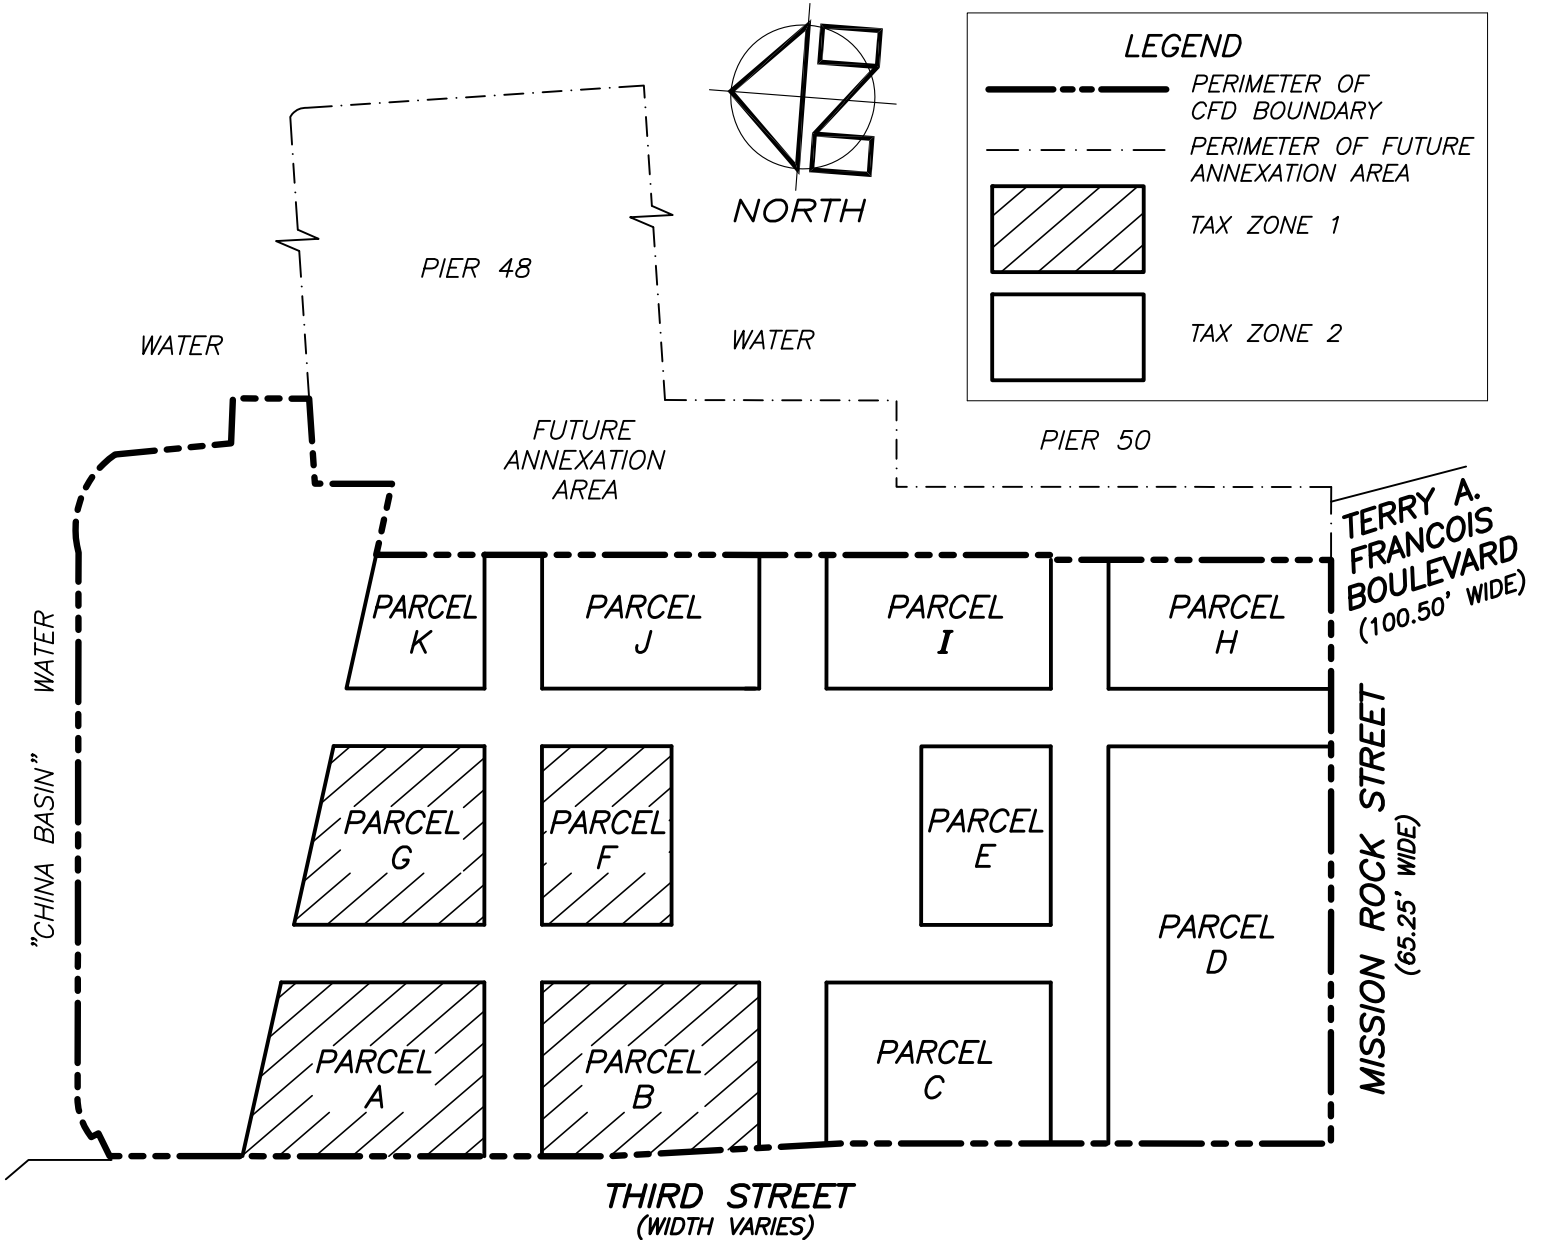 LEGEND
PERIMETER OF
CFD BOUNDARY
PERIMETER OF FUTURE
ANNEXATION AREA
TAX ZONE 1
TAX ZONE 2
NORTH
PIER 48
WATER
WATER
FUTURE
ANNEXATION
AREA
PIER 50
TERRY A.
FRANCOIS
BOULEVARD
(100.50' WIDE)
WATER
"CHINA BASIN"
PARCEL
K
PARCEL
J
PARCEL
I
PARCEL
H
PARCEL
G
PARCEL
F
PARCEL
E
PARCEL
D
MISSION ROCK STREET
(65.25' WIDE)
PARCEL
A
PARCEL
B
PARCEL
C
THIRD STREET
(WIDTH VARIES)